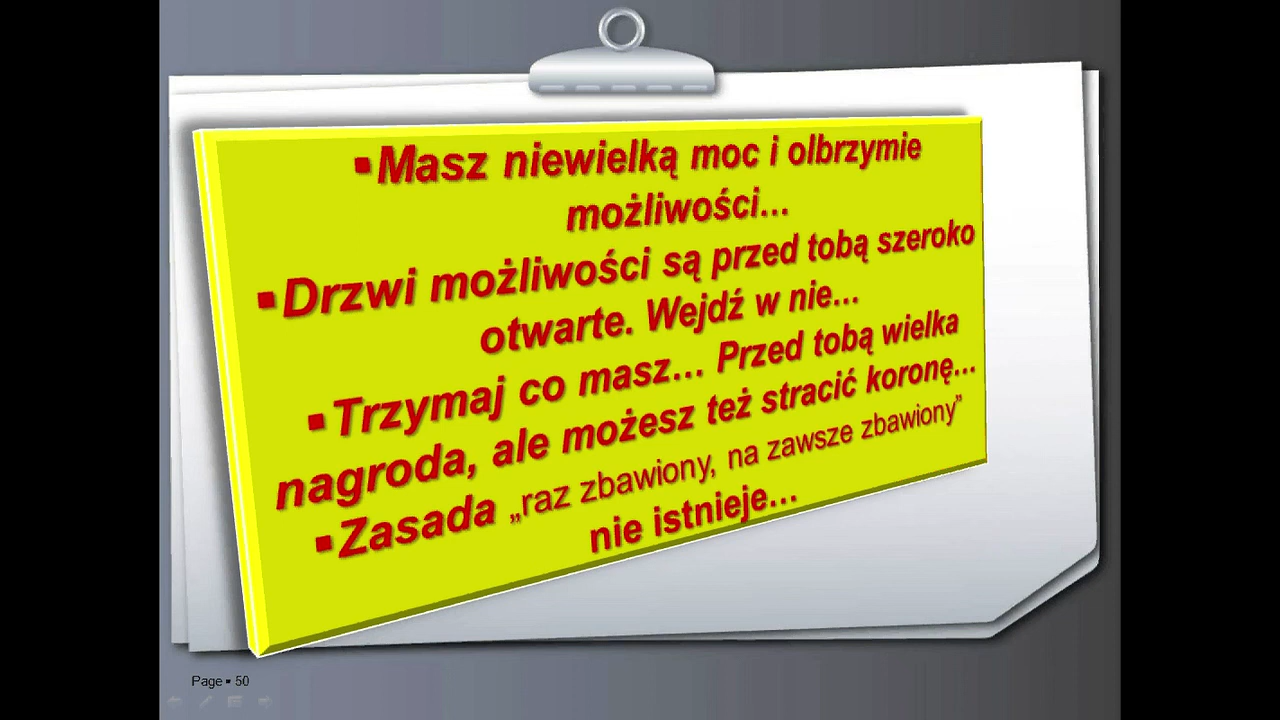 ▪Masz niewielką moc i olbrzymie
możliwości…
▪Drzwi możliwości są przed tobą szeroko
otwarte. Wejdź w nie…
▪Trzymaj co masz… Przed tobą wielka
nagroda, ale możesz też stracić koronę…
▪Zasada „raz zbawiony, na zawsze zbawiony”
nie istnieje…
Page ▪ 50